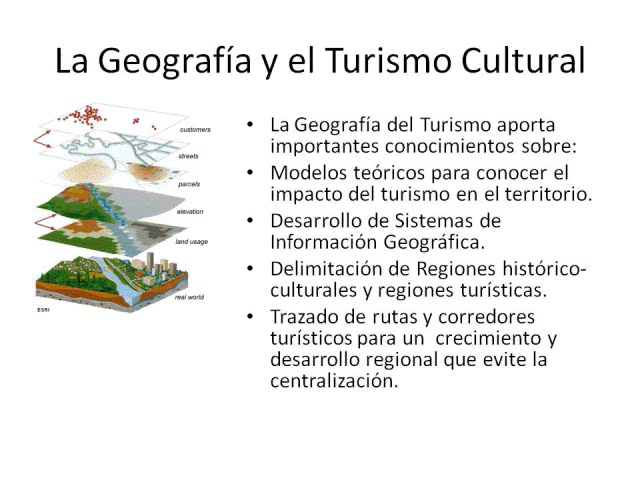 La Geografía y el Turismo Cultural
customers
streets
parcels
elevation
land usage
real world
ESRI
• La Geografía del Turismo aporta
importantes conocimientos sobre:
• Modelos teóricos para conocer el
impacto del turismo en el territorio.
• Desarrollo de Sistemas de
Información Geográfica.
• Delimitación de Regiones histórico-
culturales y regiones turísticas.
• Trazado de rutas y corredores
turísticos para un  crecimiento y
desarrollo regional que evite la
centralización.